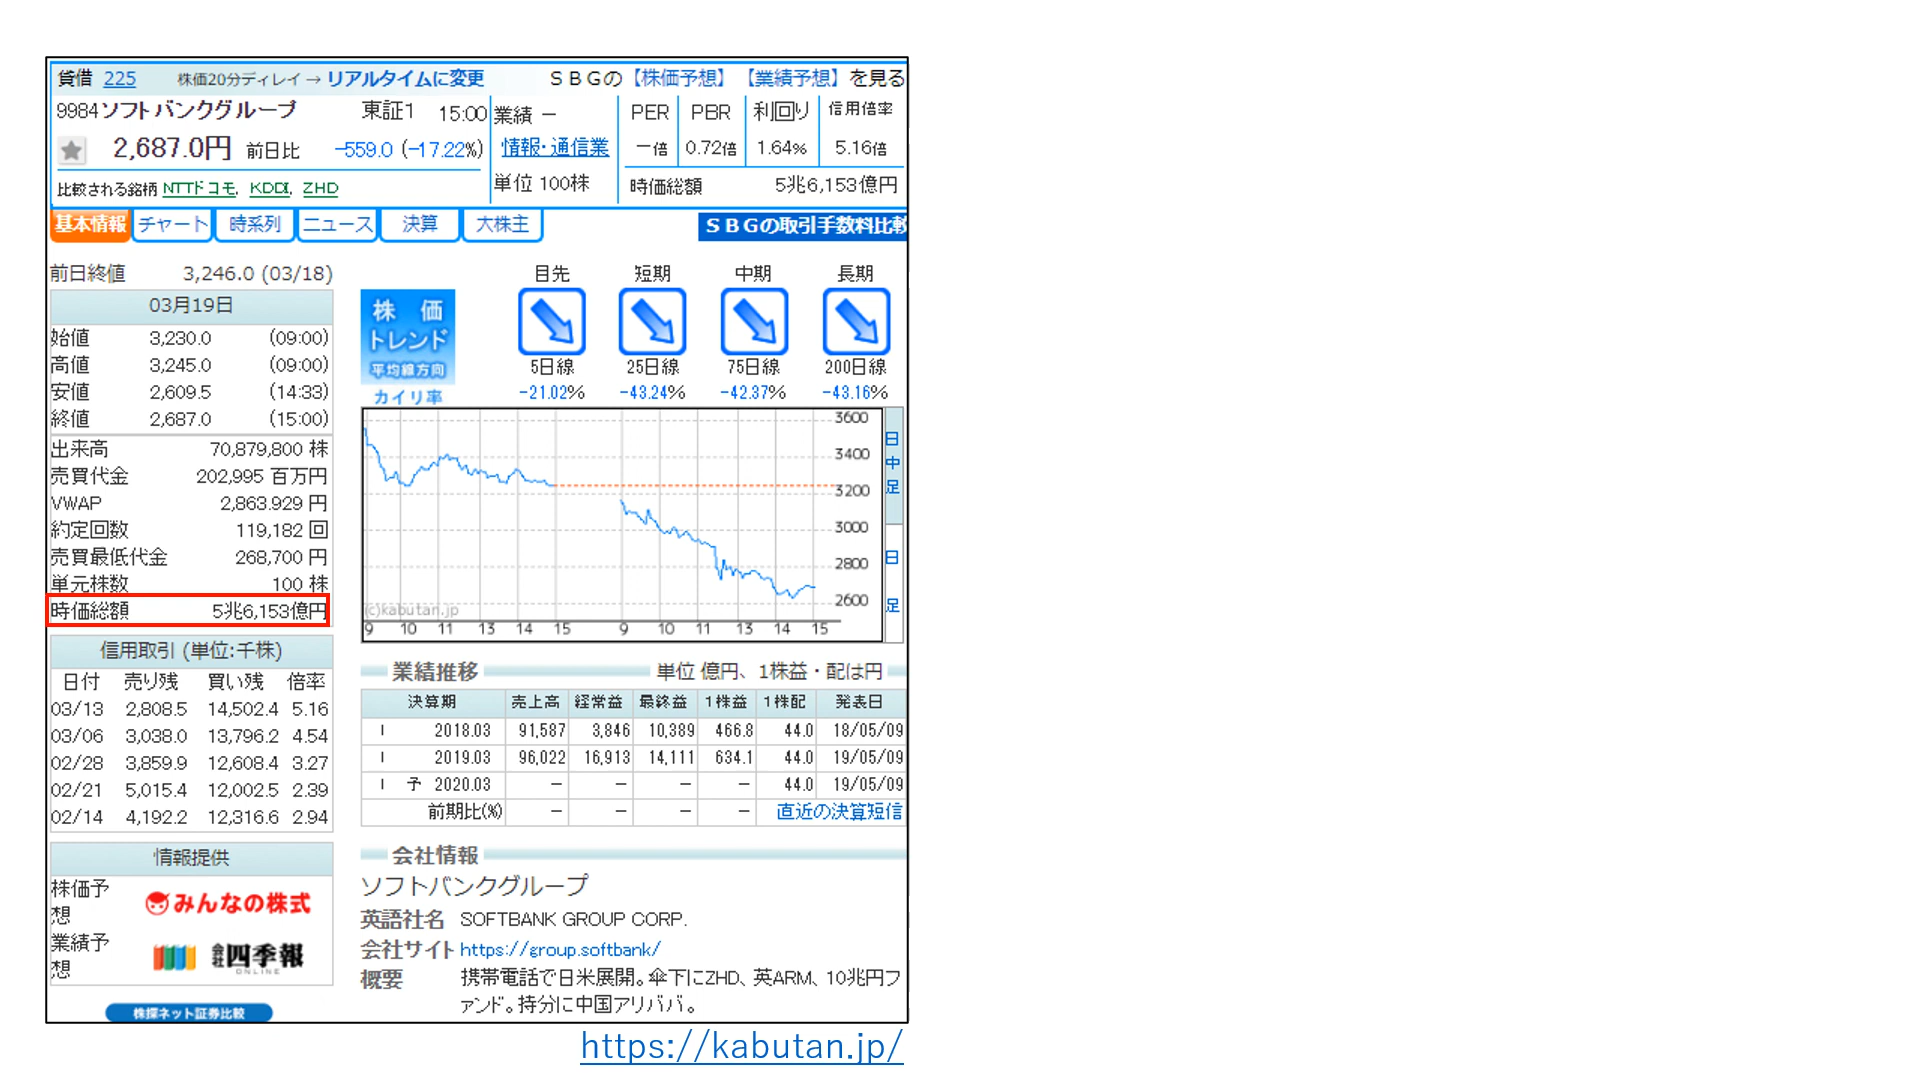 貸借 225 株価20分ディレイ → リアルタイムに変更 ＳＢＧの【株価予想】 【業績予想】を見る
9984 ソフトバンクグループ 東証1 15:00
2,687.0円 前日比 -559.0 (-17.22%)
比較される銘柄 NTTドコモ, KDDI, ZHD
業績 －
情報・通信業
単位 100株
PER PBR 利回り 信用倍率
－倍 0.72倍 1.64% 5.16倍
時価総額 5兆6,153億円
基本情報 チャート 時系列 ニュース 決算 大株主 ＳＢＧの取引手数料比較
前日終値 3,246.0 (03/18)
03月19日
始値 3,230.0 (09:00)
高値 3,245.0 (09:00)
安値 2,609.5 (14:33)
終値 2,687.0 (15:00)
出来高 70,879,800 株
売買代金 202,995 百万円
VWAP 2,863.929 円
約定回数 119,182 回
売買最低代金 268,700 円
単元株数 100 株
時価総額 5兆6,153億円
信用取引 (単位:千株)
日付 売り残 買い残 倍率
03/13 2,808.5 14,502.4 5.16
03/06 3,038.0 13,796.2 4.54
02/28 3,859.9 12,608.4 3.27
02/21 5,015.4 12,002.5 2.39
02/14 4,192.2 12,316.6 2.94
情報提供
株価予想 みんなの株式
業績予想 会社四季報 ONLINE
株探ネット証券比較
株価トレンド
平均線方向
カイリ率
目先 短期 中期 長期
5日線 25日線 75日線 200日線
-21.02% -43.24% -42.37% -43.16%
3600
3400
3200
3000
2800
2600
(c)kabutan.jp
9 10 11 13 14 15 9 10 11 13 14 15
日中足
日足
業績推移 単位 億円、1株益・配は円
決算期 売上高 経常益 最終益 1株益 1株配 発表日
I 2018.03 91,587 3,846 10,389 466.8 44.0 18/05/09
I 2019.03 96,022 16,913 14,111 634.1 44.0 19/05/09
I 予 2020.03 － － － － 44.0 19/05/09
前期比(%) － － － － 直近の決算短信
会社情報
ソフトバンクグループ
英語社名 SOFTBANK GROUP CORP.
会社サイト https://group.softbank/
概要 携帯電話で日米展開。傘下にZHD、英ARM、10兆円フ
ァンド。持分に中国アリババ。
https://kabutan.jp/